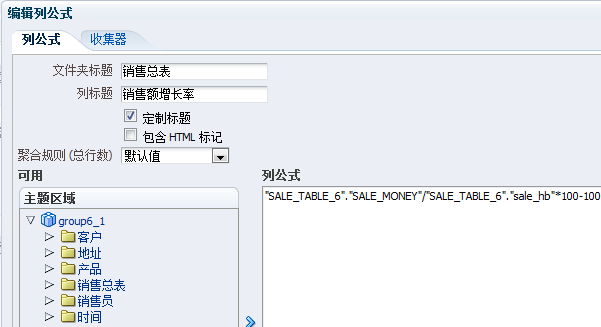 编辑列公式
列公式 收集器
文件夹标题 销售总表
列标题 销售额增长率
定制标题
包含 HTML 标记
聚合规则 (总行数) 默认值
可用
列公式
主题区域
"SALE_TABLE_6"."SALE_MONEY"/"SALE_TABLE_6"."sale_hb"*100-100
group6_1
客户
地址
产品
销售总表
销售员
时间